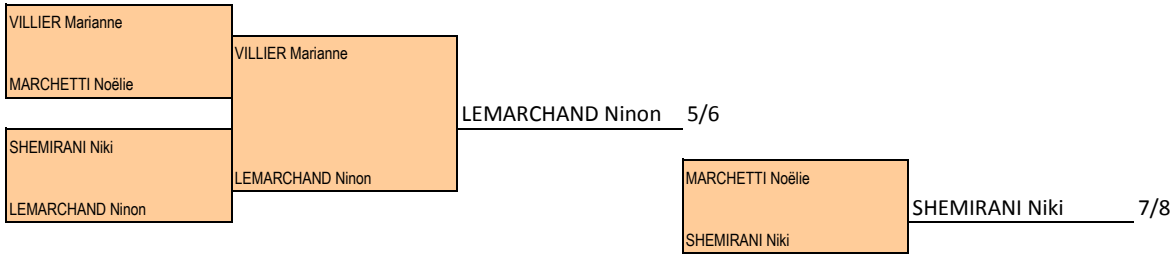 VILLIER Marianne
MARCHETTI Noëlie
VILLIER Marianne
LEMARCHAND Ninon
SHEMIRANI Niki
LEMARCHAND Ninon
LEMARCHAND Ninon 5/6
MARCHETTI Noëlie
SHEMIRANI Niki
SHEMIRANI Niki 7/8